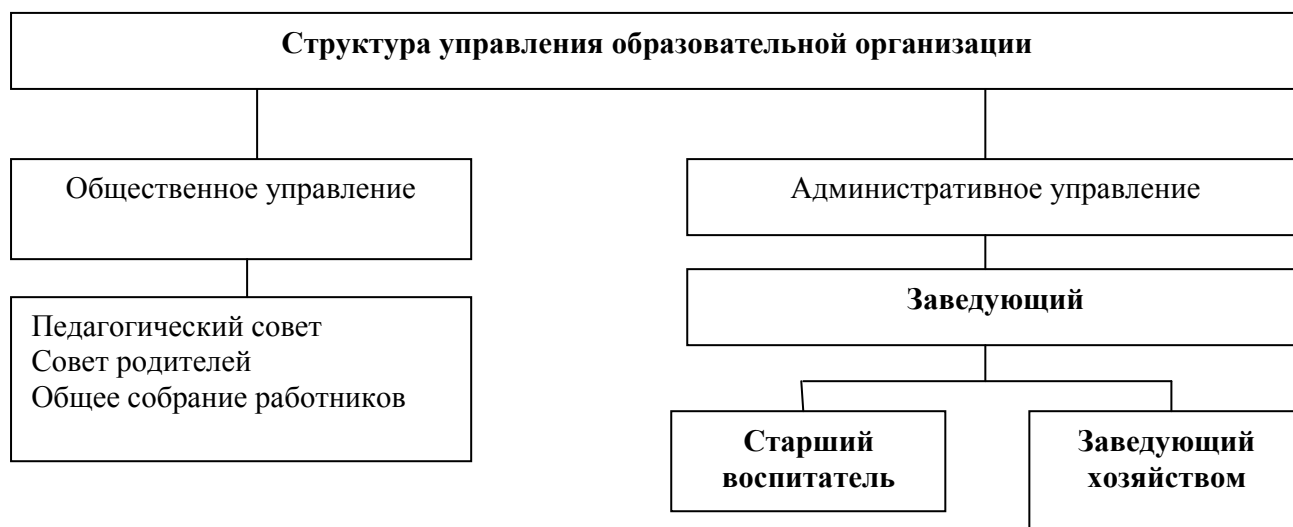 Структура управления образовательной организации
Общественное управление
Административное управление
Заведующий
Педагогический совет
Совет родителей
Общее собрание работников
Старший
воспитатель
Заведующий
хозяйством